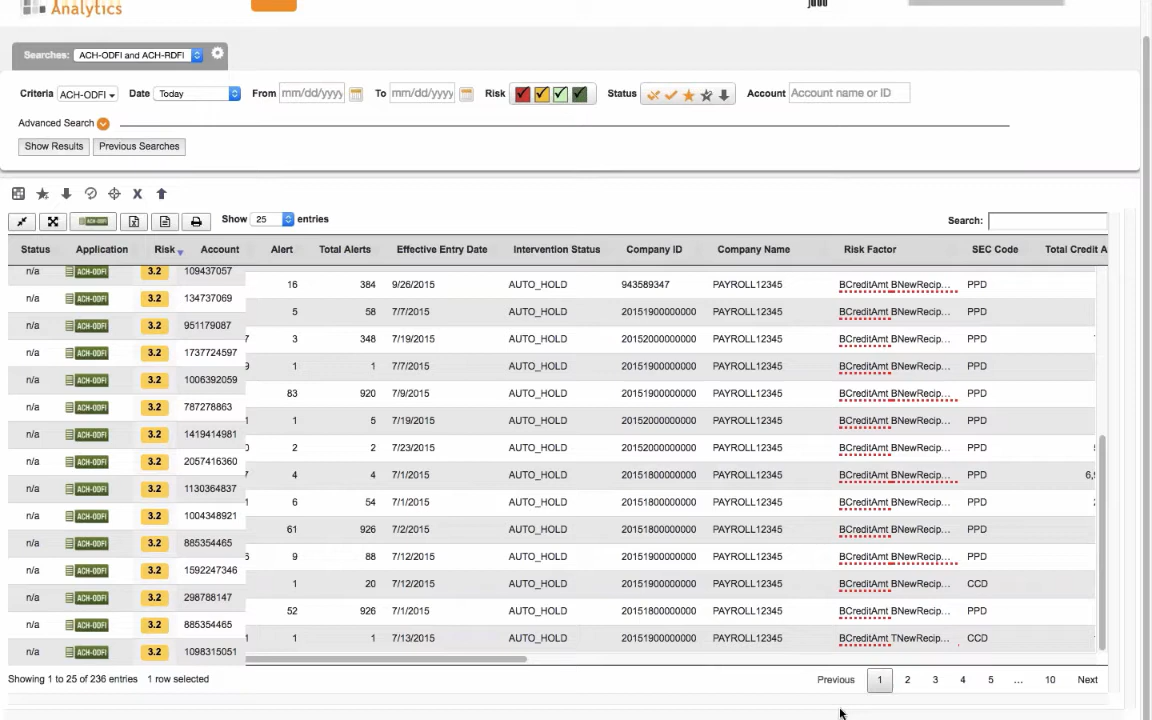 Analytics
Searches: ACH-ODFI and ACH-RDFI
Criteria ACH-ODFI Date Today From mm/dd/yyyy To mm/dd/yyyy Risk Status Account Account name or ID
Advanced Search
Show Results Previous Searches
X
ACH-ODFI Show 25 entries Search:
Status Application Risk Account Alert Total Alerts Effective Entry Date Intervention Status Company ID Company Name Risk Factor SEC Code Total Credit A
n/a ACH-ODFI 3.2 109437057
16 384 9/26/2015 AUTO_HOLD 943589347 PAYROLL12345 BCreditAmt BNewRecip... PPD
n/a ACH-ODFI 3.2 134737069
5 58 7/7/2015 AUTO_HOLD 20151900000000 PAYROLL12345 BCreditAmt BNewRecip... PPD
n/a ACH-ODFI 3.2 951179087
3 348 7/19/2015 AUTO_HOLD 20152000000000 PAYROLL12345 BCreditAmt BNewRecip... PPD
n/a ACH-ODFI 3.2 1737724597
1 1 7/7/2015 AUTO_HOLD 20151900000000 PAYROLL12345 BCreditAmt BNewRecip... PPD
n/a ACH-ODFI 3.2 1006392059
83 920 7/9/2015 AUTO_HOLD 20151900000000 PAYROLL12345 BCreditAmt BNewRecip... PPD
n/a ACH-ODFI 3.2 787278863
1 5 7/19/2015 AUTO_HOLD 20152000000000 PAYROLL12345 BCreditAmt BNewRecip... PPD
n/a ACH-ODFI 3.2 1419414981
2 2 7/23/2015 AUTO_HOLD 20152000000000 PAYROLL12345 BCreditAmt BNewRecip... PPD
n/a ACH-ODFI 3.2 2057416360
4 4 7/1/2015 AUTO_HOLD 20151800000000 PAYROLL12345 BCreditAmt BNewRecip... PPD 6,
n/a ACH-ODFI 3.2 1130364837
6 54 7/1/2015 AUTO_HOLD 20151800000000 PAYROLL12345 BCreditAmt BNewRecip... PPD
n/a ACH-ODFI 3.2 1004348921
61 926 7/2/2015 AUTO_HOLD 20151800000000 PAYROLL12345 BCreditAmt BNewRecip... PPD
n/a ACH-ODFI 3.2 885354465
9 88 7/12/2015 AUTO_HOLD 20151900000000 PAYROLL12345 BCreditAmt BNewRecip... PPD
n/a ACH-ODFI 3.2 1592247346
1 20 7/12/2015 AUTO_HOLD 20151900000000 PAYROLL12345 BCreditAmt BNewRecip... CCD
n/a ACH-ODFI 3.2 298788147
52 926 7/1/2015 AUTO_HOLD 20151800000000 PAYROLL12345 BCreditAmt BNewRecip... PPD
n/a ACH-ODFI 3.2 885354465
1 1 7/13/2015 AUTO_HOLD 20151900000000 PAYROLL12345 BCreditAmt TNewRecip... CCD
n/a ACH-ODFI 3.2 1098315051
Showing 1 to 25 of 236 entries 1 row selected Previous 1 2 3 4 5 ... 10 Next